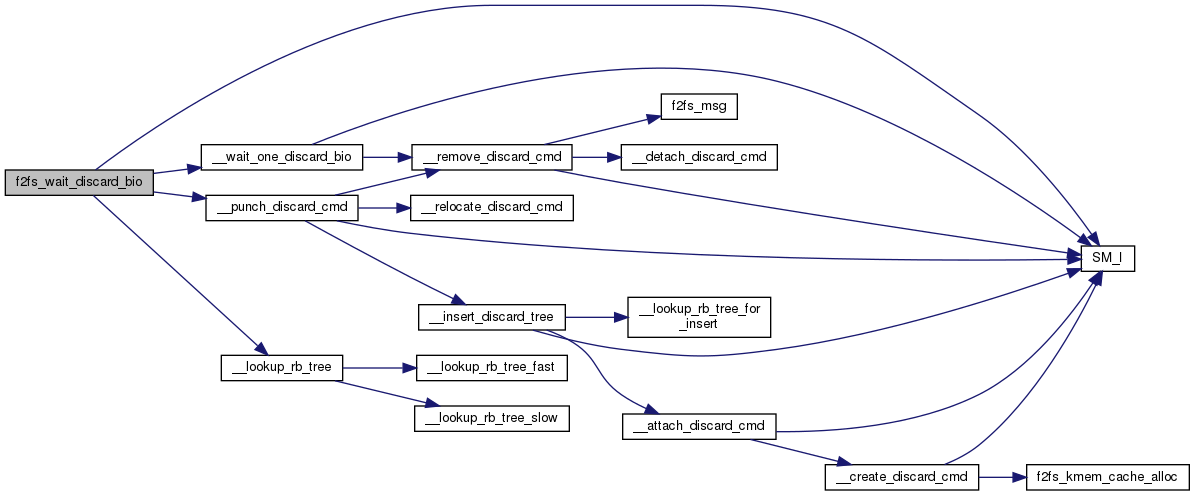 f2fs_wait_discard_bio
__wait_one_discard_bio
__punch_discard_cmd
__lookup_rb_tree
__remove_discard_cmd
__relocate_discard_cmd
__insert_discard_tree
__lookup_rb_tree_fast
__lookup_rb_tree_slow
f2fs_msg
__detach_discard_cmd
__lookup_rb_tree_for
_insert
__attach_discard_cmd
__create_discard_cmd
SM_I
f2fs_kmem_cache_alloc